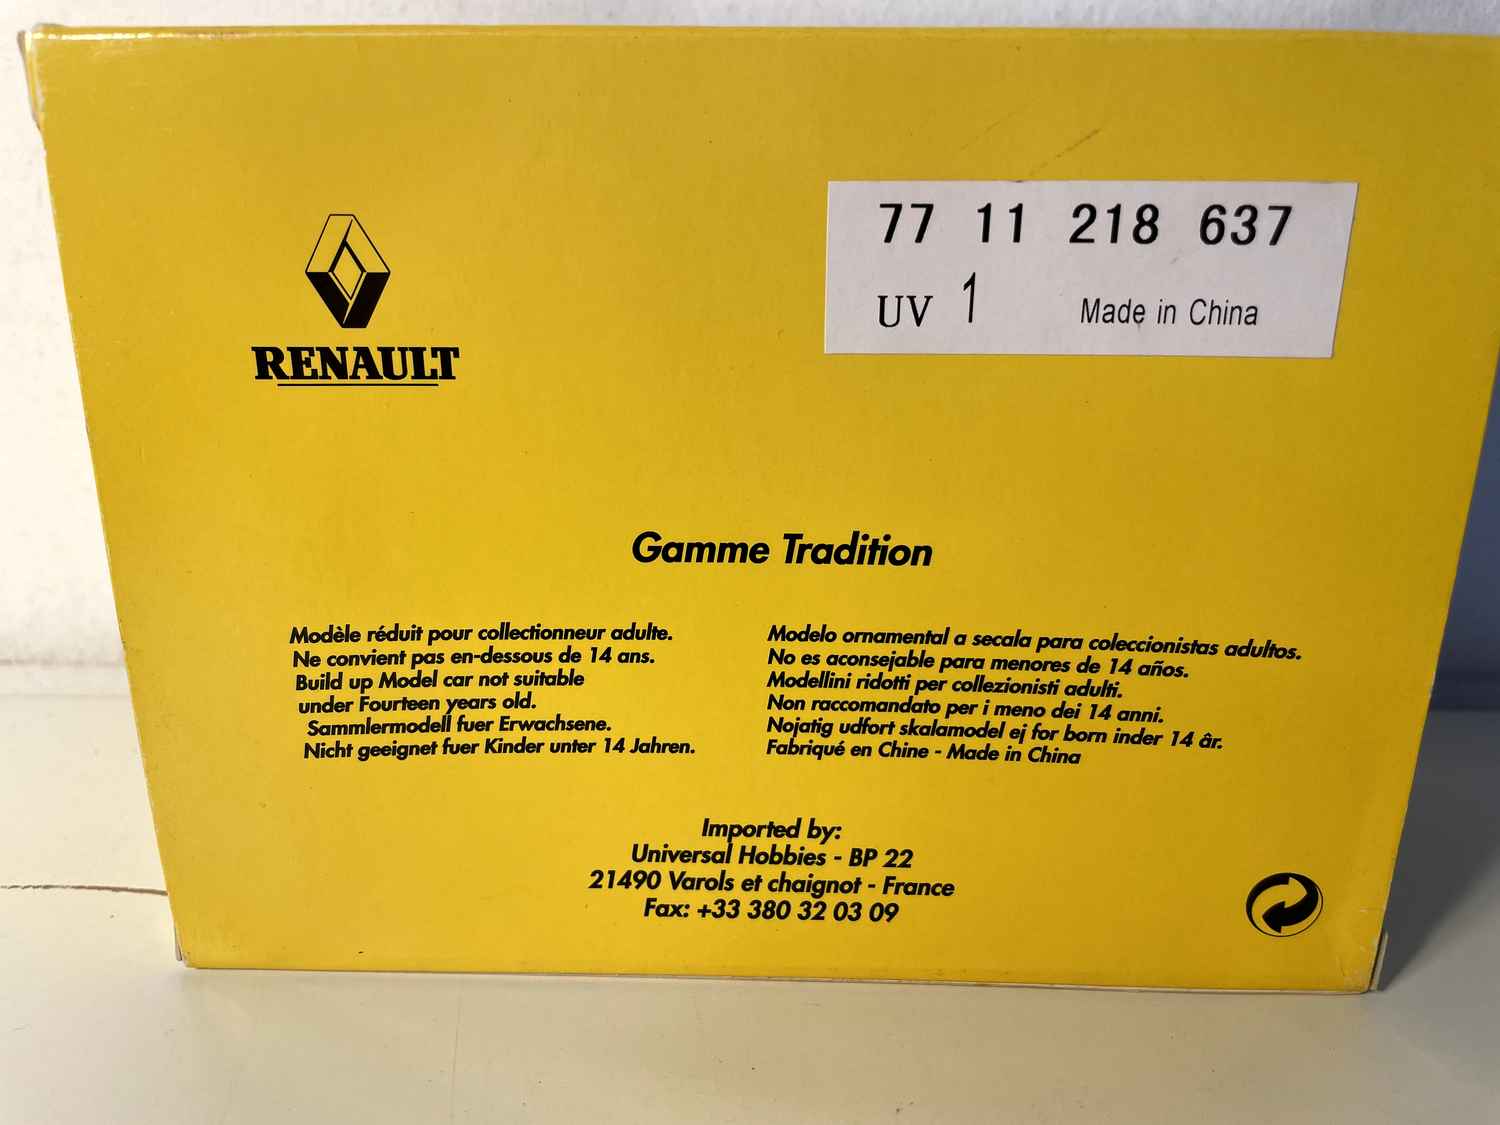 77 11 218 637
UV 1 Made in China
RENAULT
Gamme Tradition
Modèle réduit pour collectionneur adulte.
Ne convient pas en-dessous de 14 ans.
Build up Model car not suitable
under Fourteen years old.
Sammlermodell fuer Erwachsene.
Nicht geeignet fuer Kinder unter 14 Jahren.
Modelo ornamental a secala para coleccionistas adultos.
No es aconsejable para menores de 14 años.
Modellini ridotti per collezionisti adulti.
Non raccomandato per i meno dei 14 anni.
Nojatig udfort skalamodel ej for born inder 14 âr.
Fabriqué en Chine - Made in China
Imported by:
Universal Hobbies - BP 22
21490 Varols et chaignot - France
Fax: +33 380 32 03 09